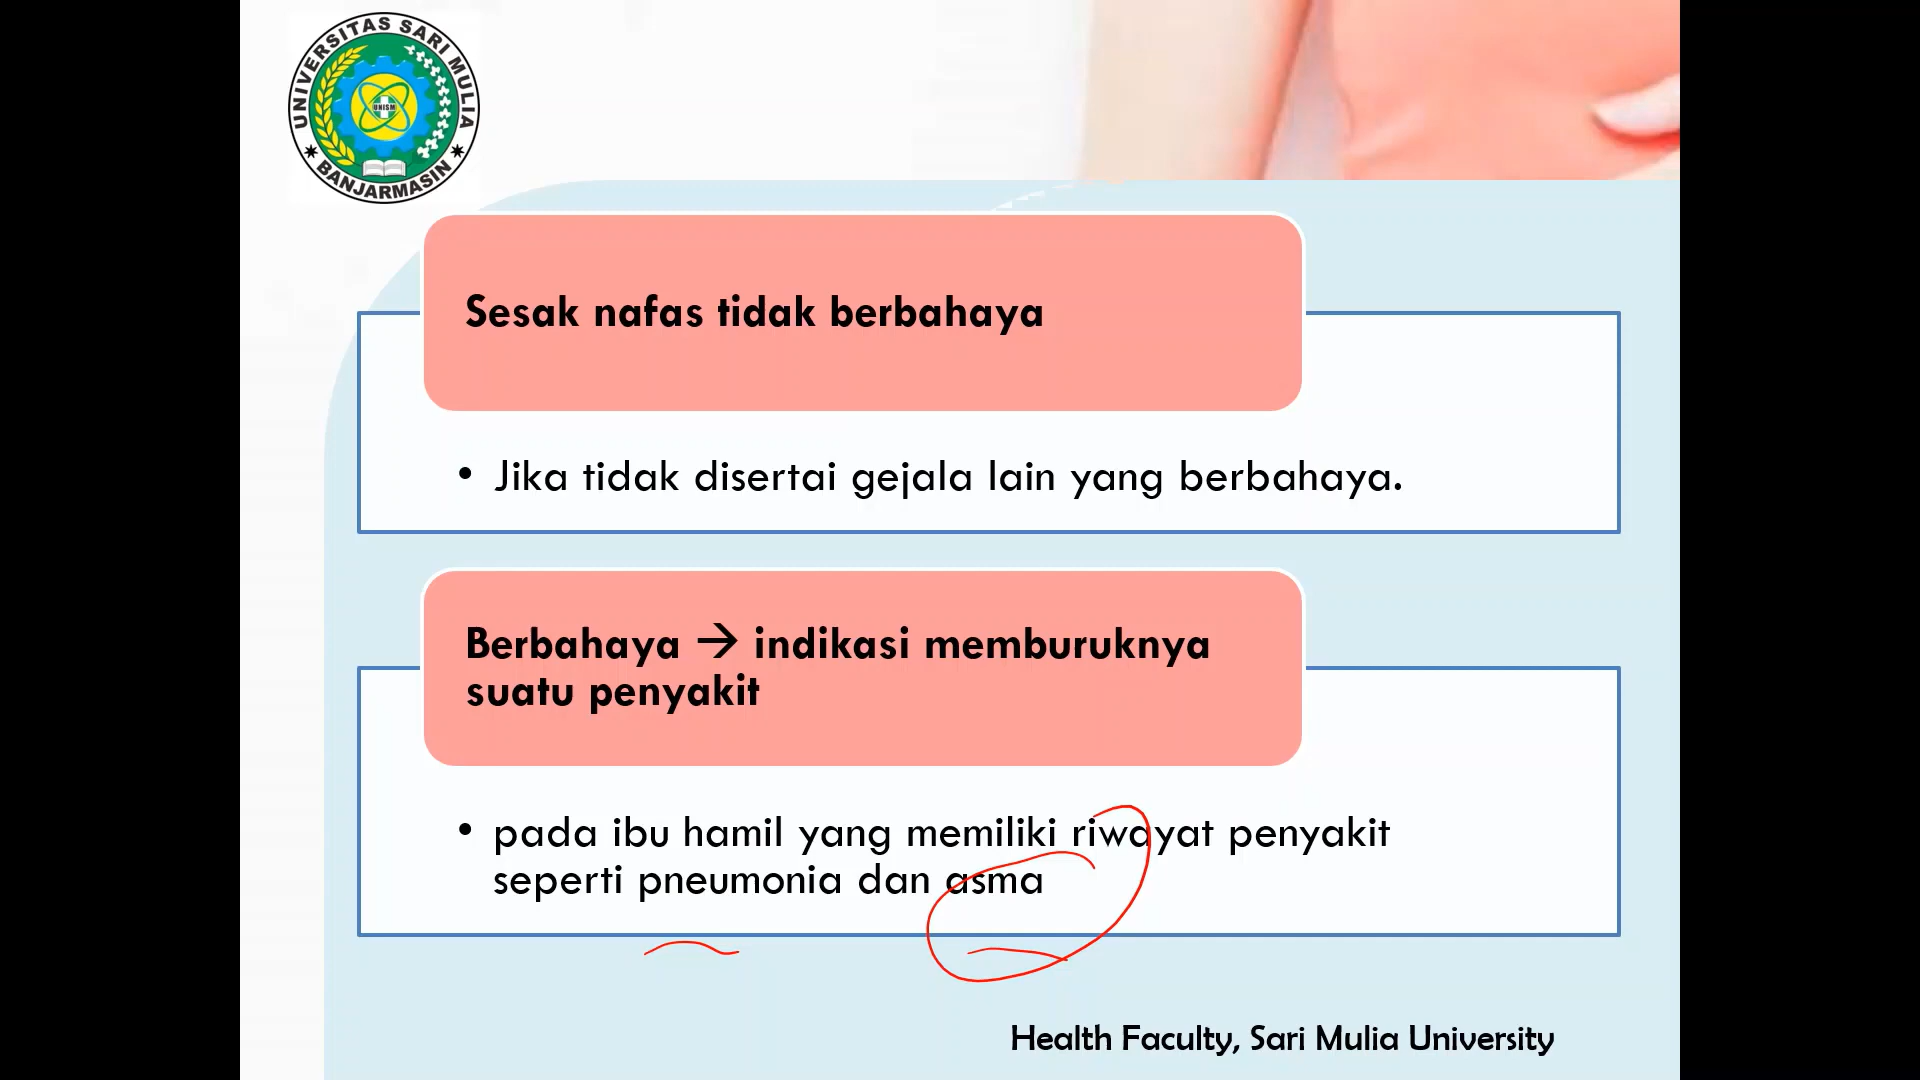 UNIVERSITAS SARI MULIA
UNISM
BANJARMASIN
Sesak nafas tidak berbahaya
• Jika tidak disertai gejala lain yang berbahaya.
Berbahaya → indikasi memburuknya
suatu penyakit
• pada ibu hamil yang memiliki riwayat penyakit
seperti pneumonia dan asma
Health Faculty, Sari Mulia University